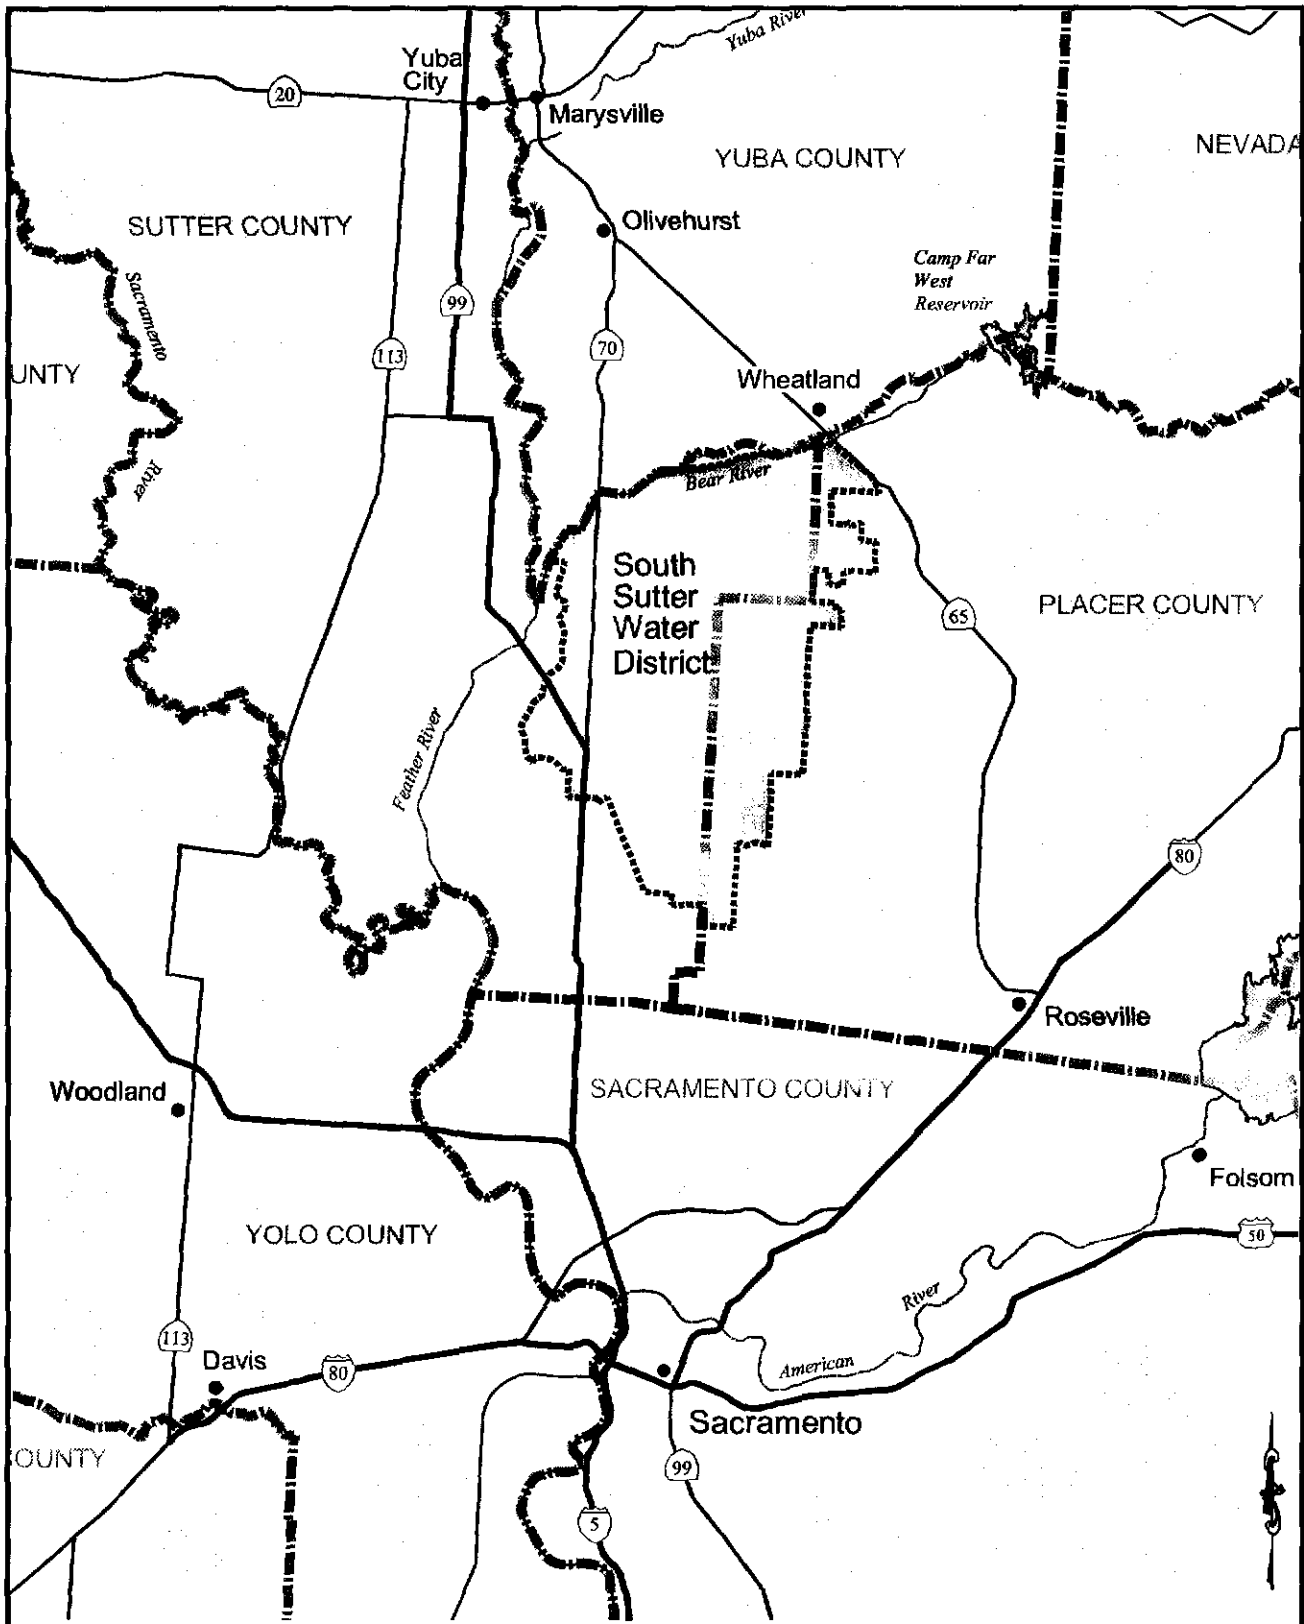 Yuba River
Yuba
City
20
Marysville
YUBA COUNTY
NEVADA
SUTTER COUNTY
Olivehurst
Camp Far
West
Reservoir
Sacramento
River
99
113
70
UNTY
Wheatland
Bear River
South
Sutter
Water
District
65
PLACER COUNTY
Feather River
80
Roseville
Woodland
SACRAMENTO COUNTY
Folsom
YOLO COUNTY
50
River
American
113
Davis
80
Sacramento
OUNTY
99
5